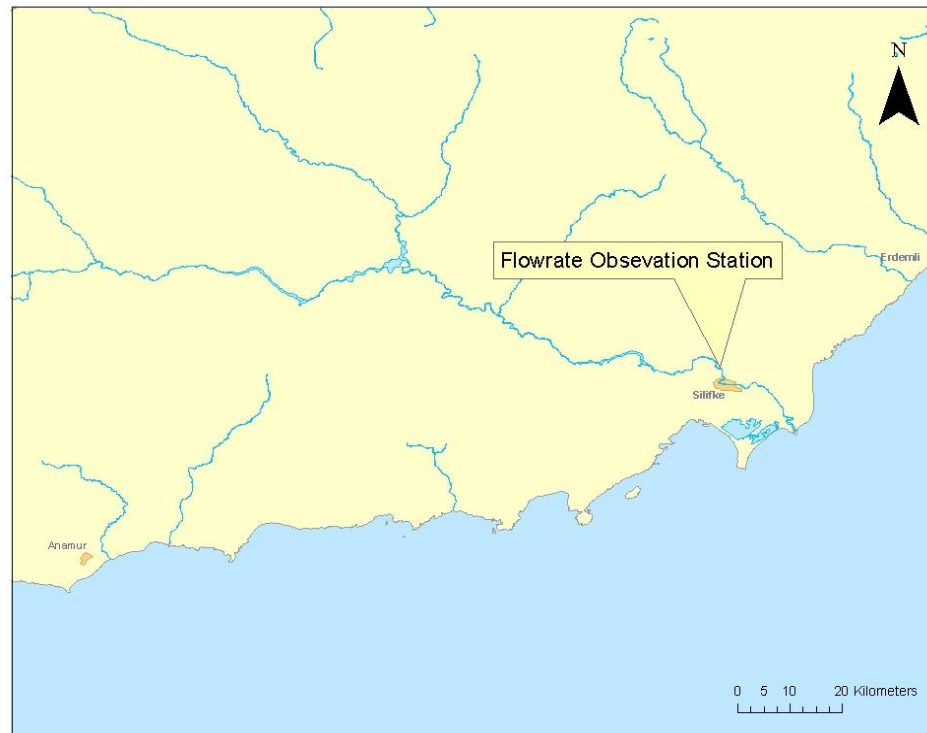 N
Erdemli
Flowrate Obsevation Station
Silifke
Anamur
0 5 10 20 Kilometers